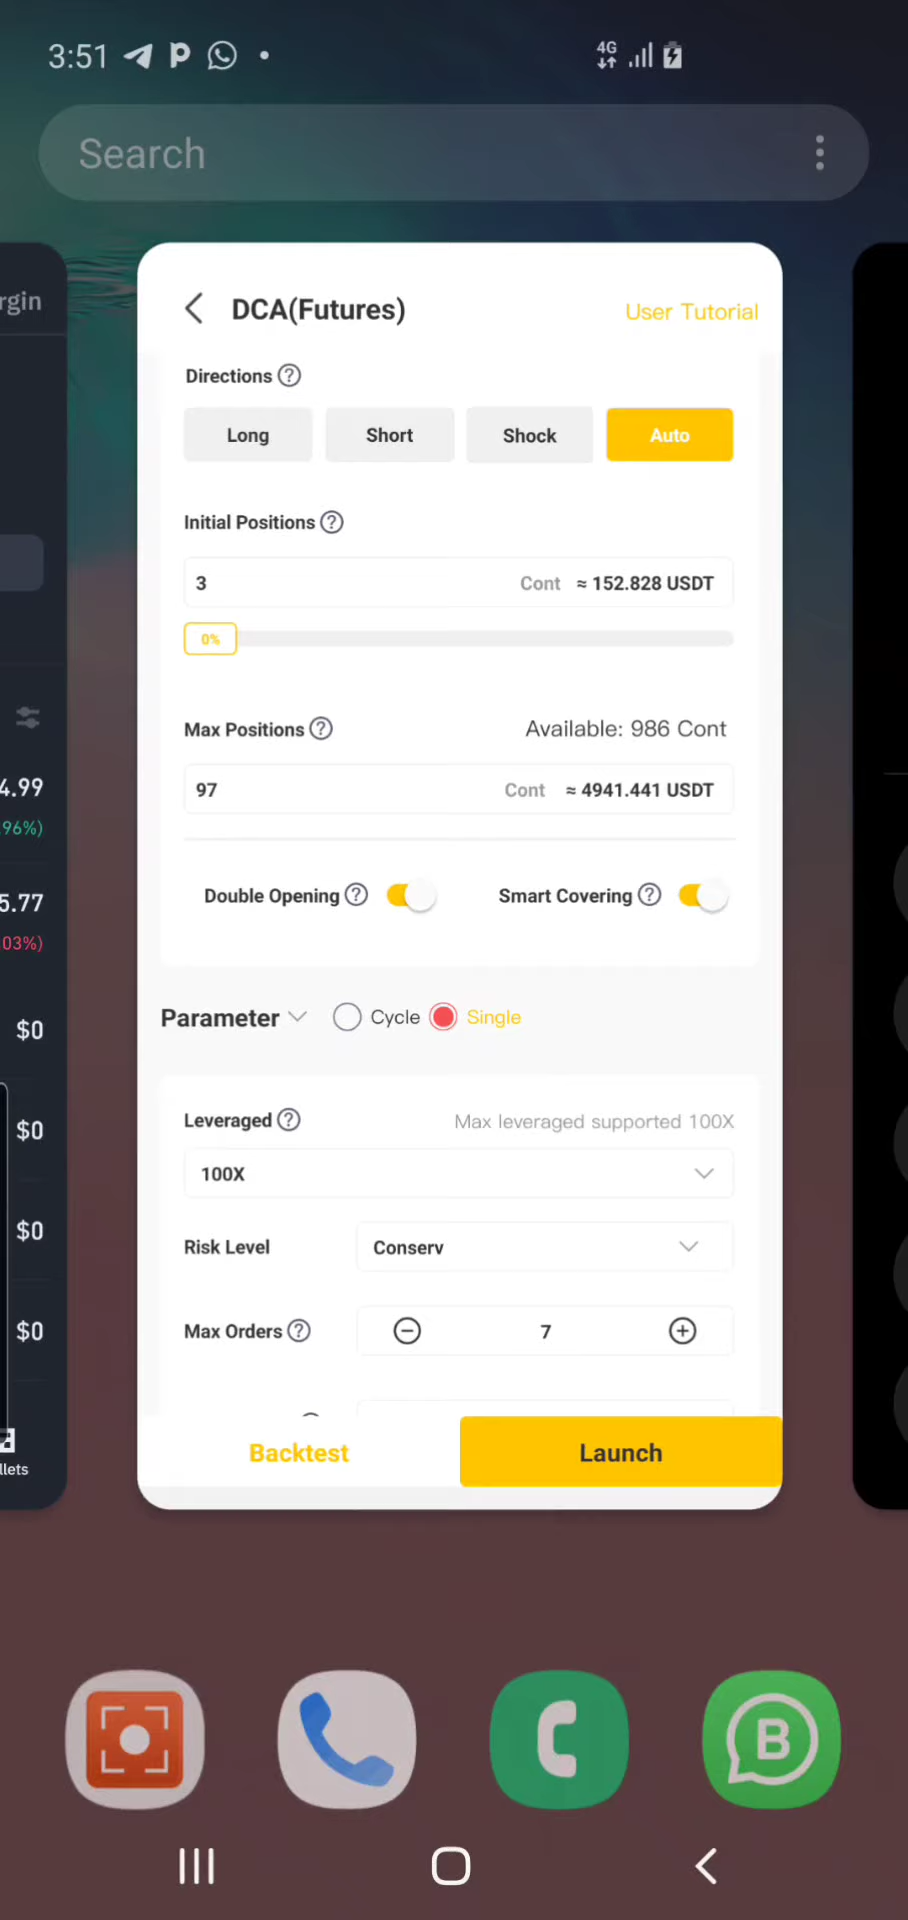 3:51
4G
Search
rgin
DCA(Futures)
User Tutorial
Directions ?
Long
Short
Shock
Auto
Initial Positions ?
3
Cont ≈ 152.828 USDT
0%
Max Positions ?
Available: 986 Cont
4.99
97
Cont ≈ 4941.441 USDT
96%)
Double Opening ?
Smart Covering ?
5.77
03%)
Parameter
Cycle
Single
$0
Leveraged ?
Max leveraged supported 100X
$0
100X
$0
Risk Level
Conserv
$0
Max Orders ?
7
Backtest
Launch
llets
B